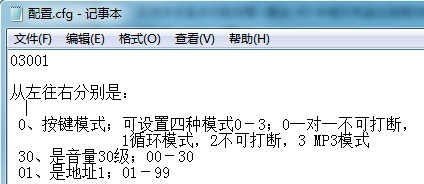 配置.cfg - 记事本
文件(F) 编辑(E) 格式(O) 查看(V) 帮助(H)
03001
从左往右分别是：
0、按键模式；可设置四种模式0－3；0一对一不可打断，
1循环模式，2不可打断，3 MP3模式
30、是音量30级；00－30
01、是地址1；01－99